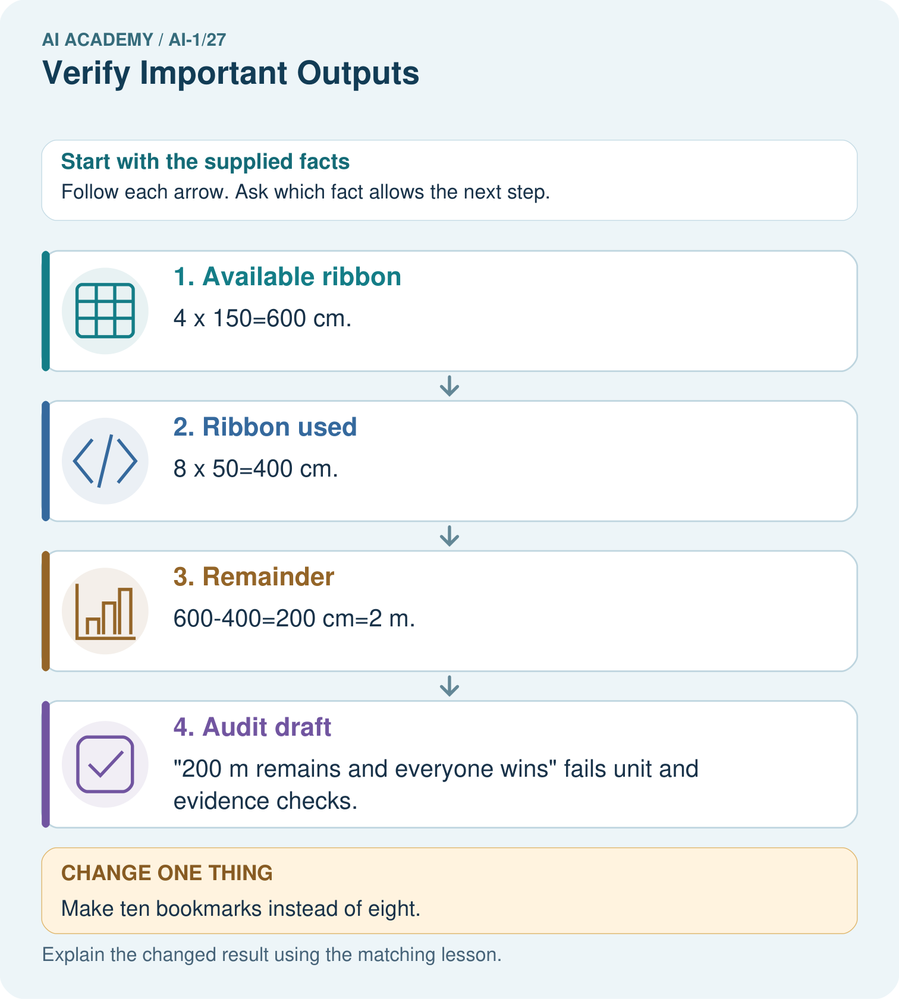 AI ACADEMY / AI-1/27
Verify Important Outputs
Start with the supplied facts
Follow each arrow. Ask which fact allows the next step.
1. Available ribbon
4 x 150=600 cm.
2. Ribbon used
8 x 50=400 cm.
3. Remainder
600-400=200 cm=2 m.
4. Audit draft
"200 m remains and everyone wins" fails unit and
evidence checks.
CHANGE ONE THING
Make ten bookmarks instead of eight.
Explain the changed result using the matching lesson.